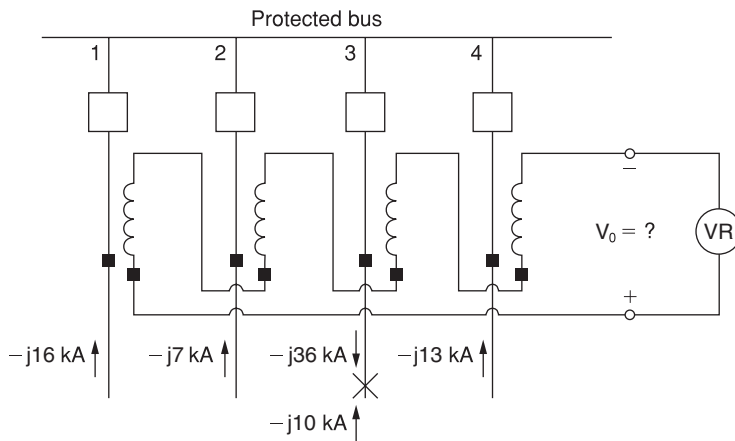 Protected bus
1 2 3 4
−
V₀ = ? VR
+
−j16 kA −j7 kA −j36 kA −j13 kA
−j10 kA